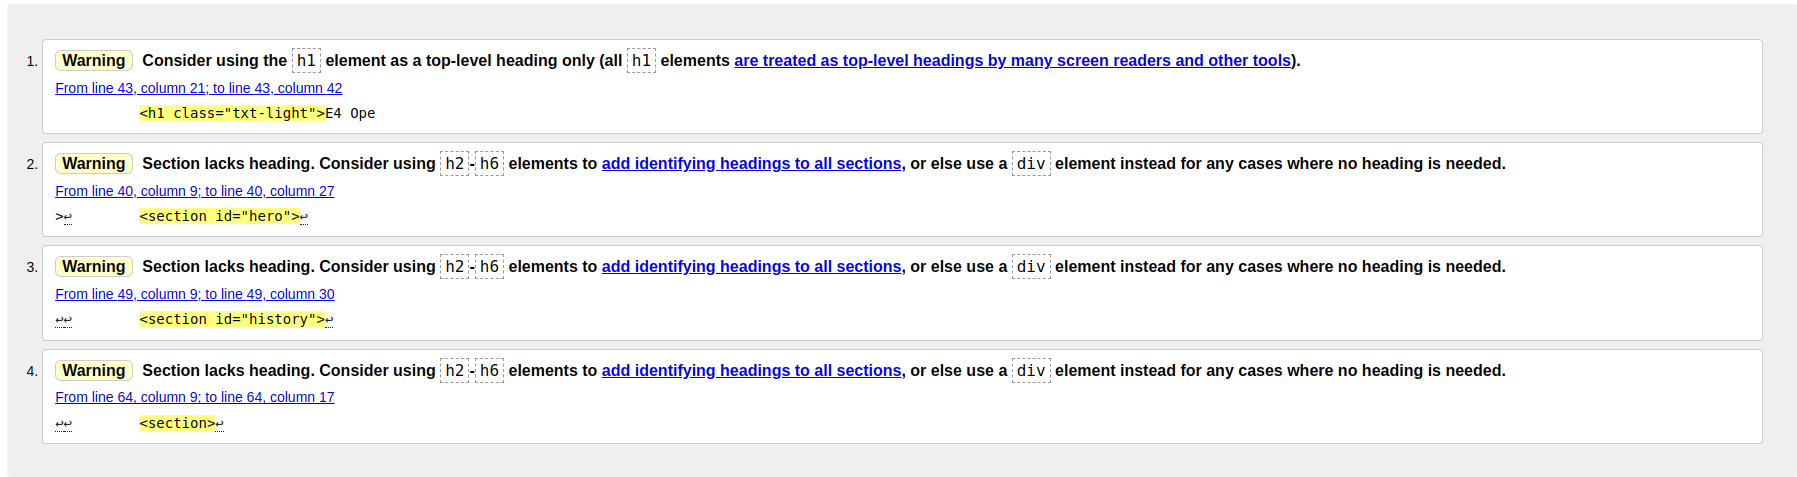 1. Warning Consider using the h1 element as a top-level heading only (all h1 elements are treated as top-level headings by many screen readers and other tools).
From line 43, column 21; to line 43, column 42
<h1 class="txt-light">E4 Ope
2. Warning Section lacks heading. Consider using h2-h6 elements to add identifying headings to all sections, or else use a div element instead for any cases where no heading is needed.
From line 40, column 9; to line 40, column 27
>↩ <section id="hero">↩
3. Warning Section lacks heading. Consider using h2-h6 elements to add identifying headings to all sections, or else use a div element instead for any cases where no heading is needed.
From line 49, column 9; to line 49, column 30
↩↩ <section id="history">↩
4. Warning Section lacks heading. Consider using h2-h6 elements to add identifying headings to all sections, or else use a div element instead for any cases where no heading is needed.
From line 64, column 9; to line 64, column 17
↩↩ <section>↩